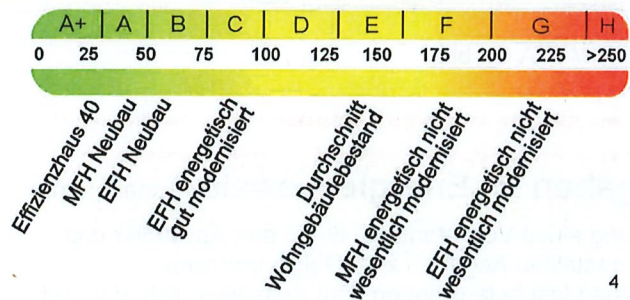 A+ A B C D E F G H
0 25 50 75 100 125 150 175 200 225 >250
Effizienzhaus 40
MFH Neubau
EFH Neubau
EFH energetisch
gut modernisiert
Durchschnitt
Wohngebäudebestand
MFH energetisch nicht
wesentlich modernisiert
EFH energetisch nicht
wesentlich modernisiert
4